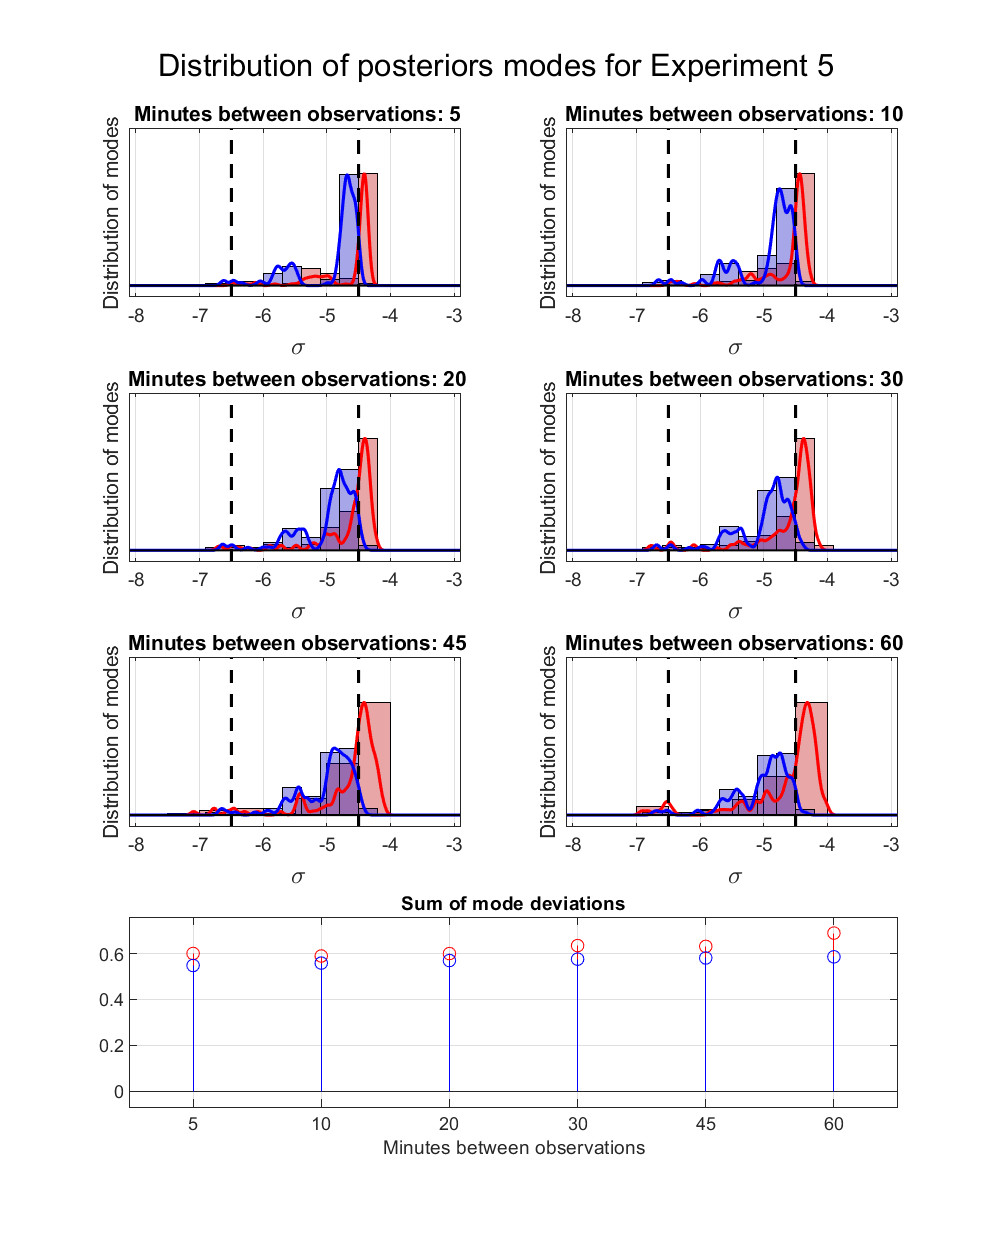 Distribution of posteriors modes for Experiment 5
Minutes between observations: 5
Distribution of modes
-8 -7 -6 -5 -4 -3
σ
Minutes between observations: 10
Distribution of modes
-8 -7 -6 -5 -4 -3
σ
Minutes between observations: 20
Distribution of modes
-8 -7 -6 -5 -4 -3
σ
Minutes between observations: 30
Distribution of modes
-8 -7 -6 -5 -4 -3
σ
Minutes between observations: 45
Distribution of modes
-8 -7 -6 -5 -4 -3
σ
Minutes between observations: 60
Distribution of modes
-8 -7 -6 -5 -4 -3
σ
Sum of mode deviations
0.6
0.4
0.2
0
5 10 20 30 45 60
Minutes between observations